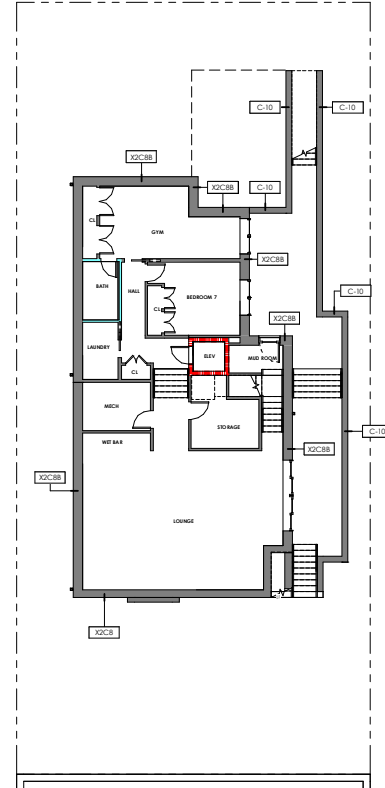 C-10
C-10
X2C8B
X2C8B
C-10
CL
GYM
X2C8B
BATH
HALL
BEDROOM 7
C-10
CL
X2C8B
LAUNDRY
ELEV
MUD ROOM
CL
MECH
STORAGE
C-10
WET BAR
X2C8B
X2C8B
LOUNGE
X2C8